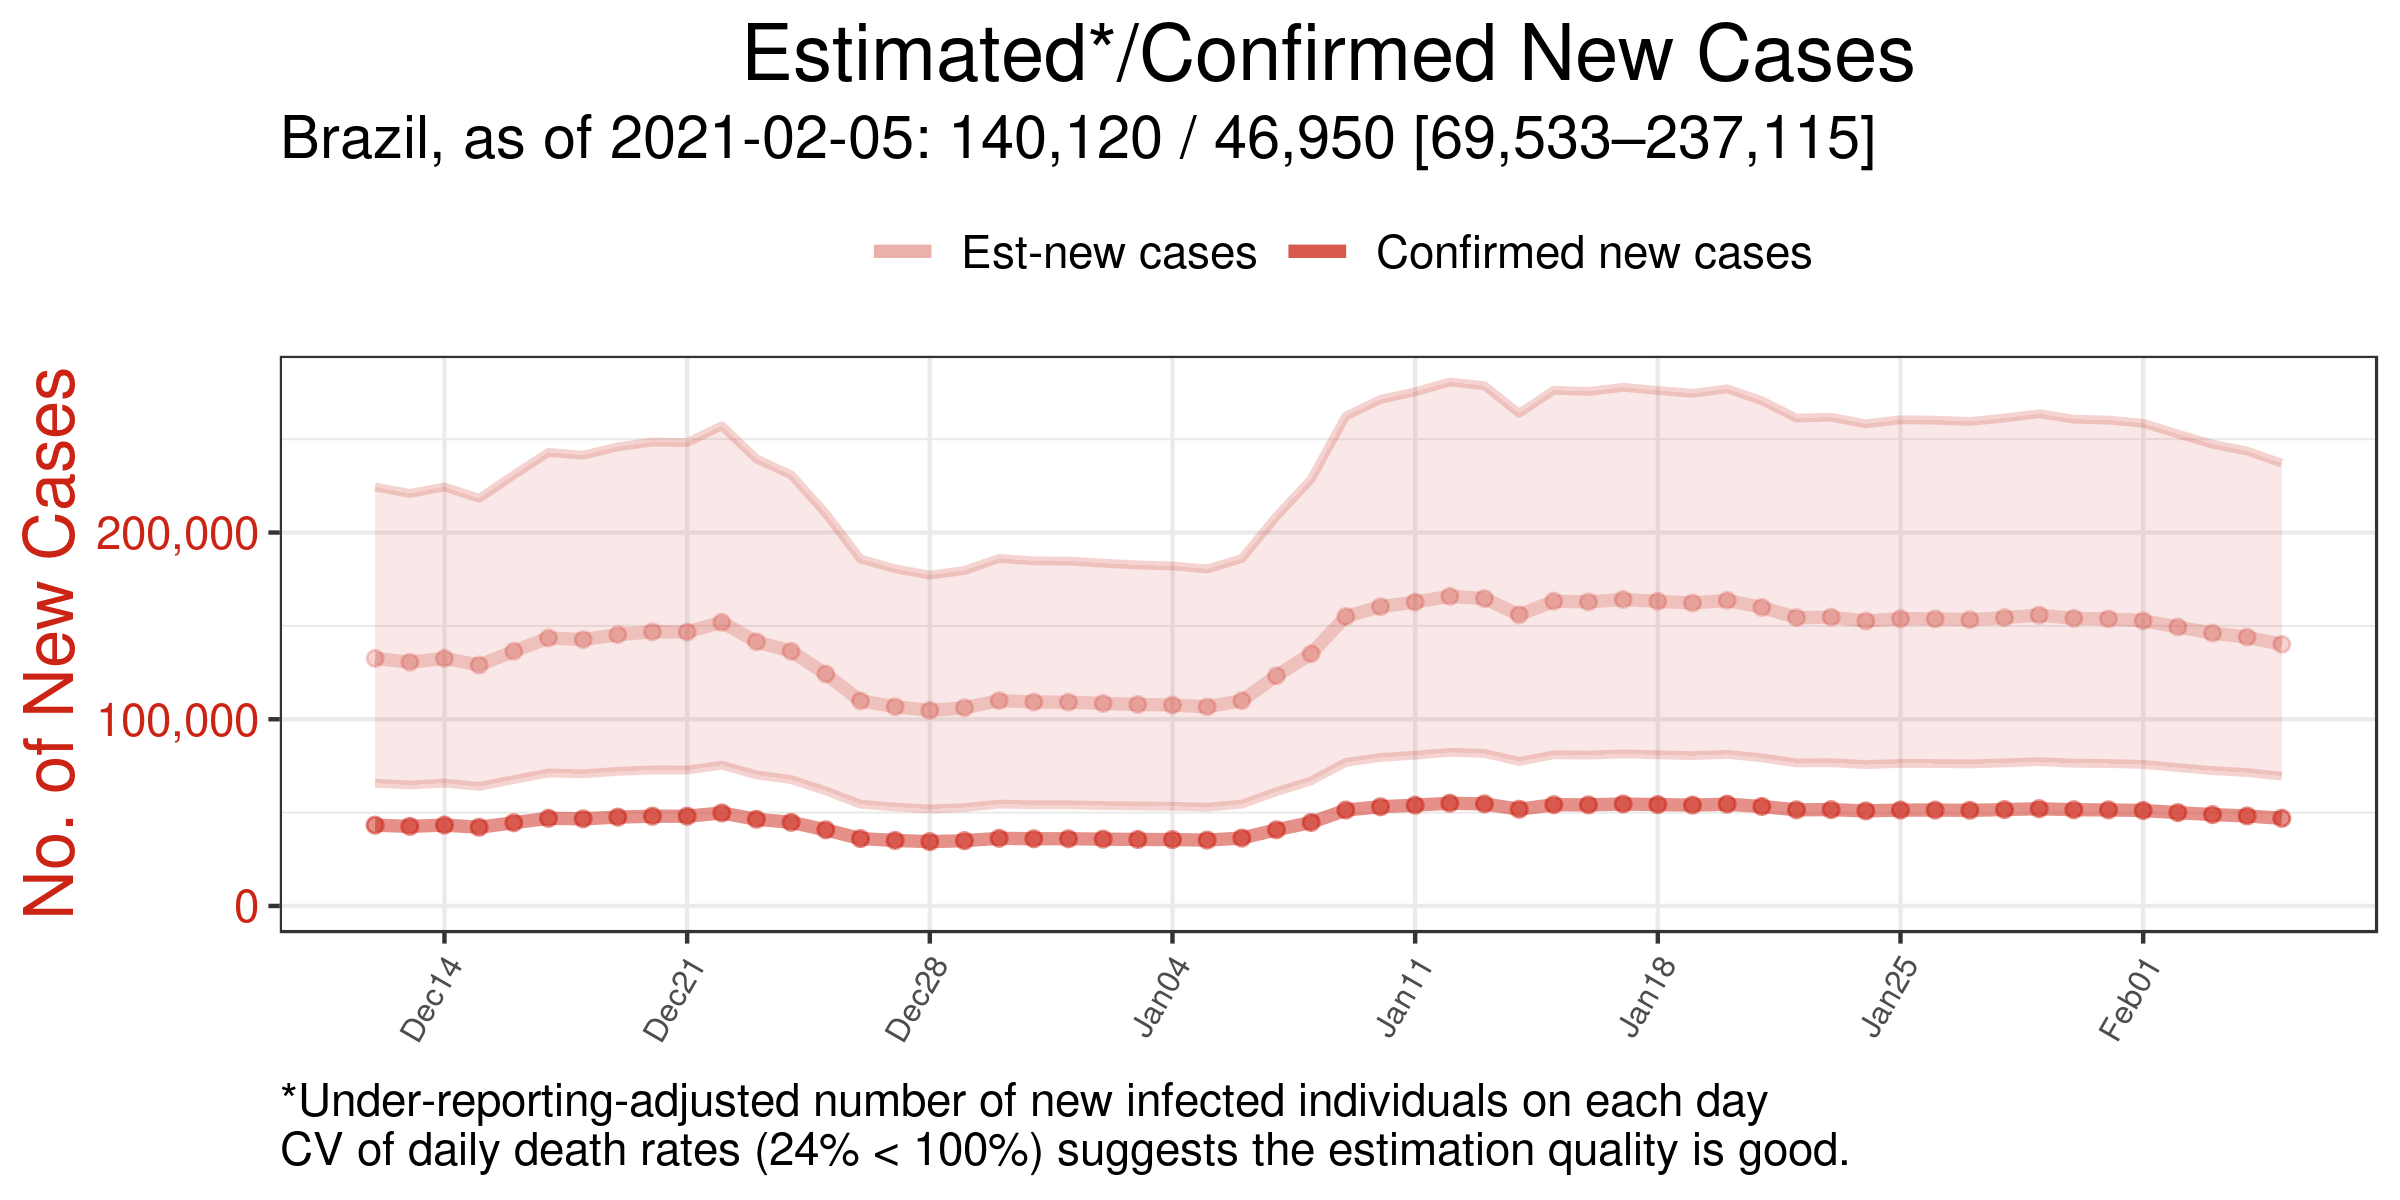 Estimated*/Confirmed New Cases
Brazil, as of 2021-02-05: 140,120 / 46,950 [69,533–237,115]
Est-new cases
Confirmed new cases
No. of New Cases
200,000
100,000
0
Dec14
Dec21
Dec28
Jan04
Jan11
Jan18
Jan25
Feb01
*Under-reporting-adjusted number of new infected individuals on each day
CV of daily death rates (24% < 100%) suggests the estimation quality is good.